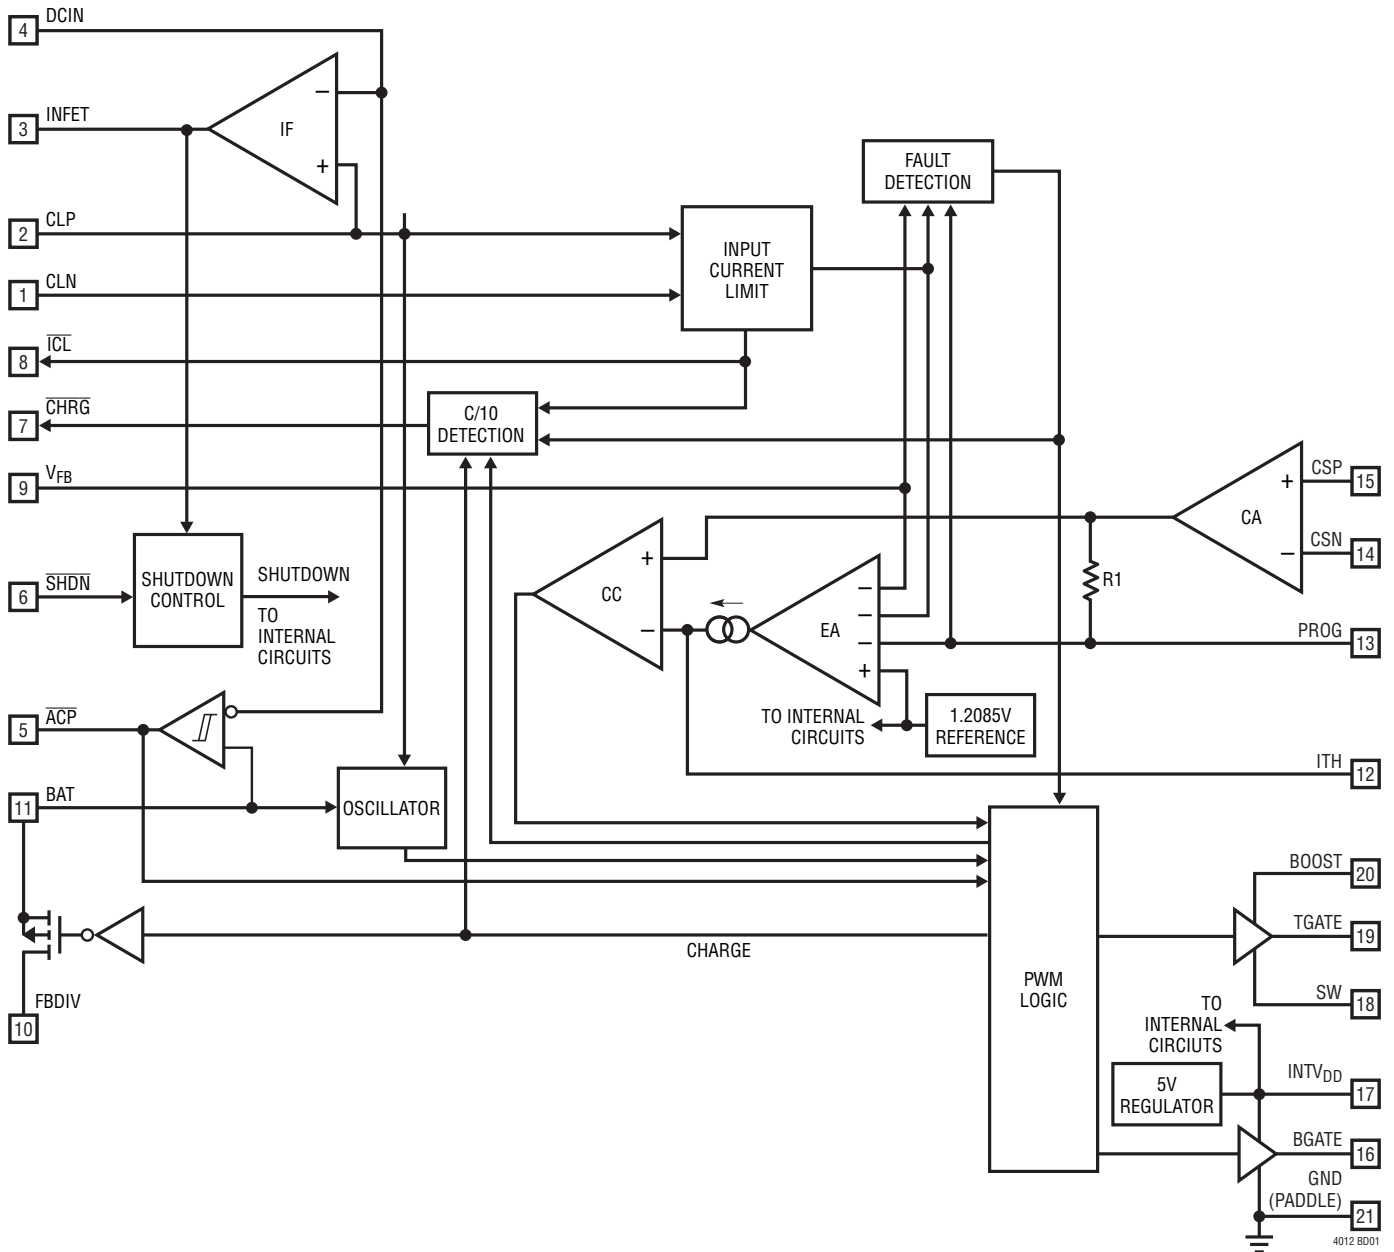 4 DCIN
3 INFET
IF
−
+
2 CLP
1 CLN
8 ICL
7 CHRG
9 VFB
6 SHDN
5 ACP
11 BAT
FBDIV
10
FAULT
DETECTION
INPUT
CURRENT
LIMIT
C/10
DETECTION
SHUTDOWN
CONTROL
SHUTDOWN
TO
INTERNAL
CIRCUITS
+
CC
−
−
−
EA
−
+
+
CA
−
R1
CSP 15
CSN 14
PROG 13
TO INTERNAL
CIRCUITS
1.2085V
REFERENCE
ITH 12
OSCILLATOR
CHARGE
PWM
LOGIC
BOOST 20
TGATE 19
SW 18
TO
INTERNAL
CIRCIUTS
5V
REGULATOR
INTVDD 17
BGATE 16
GND
(PADDLE) 21
4012 BD01